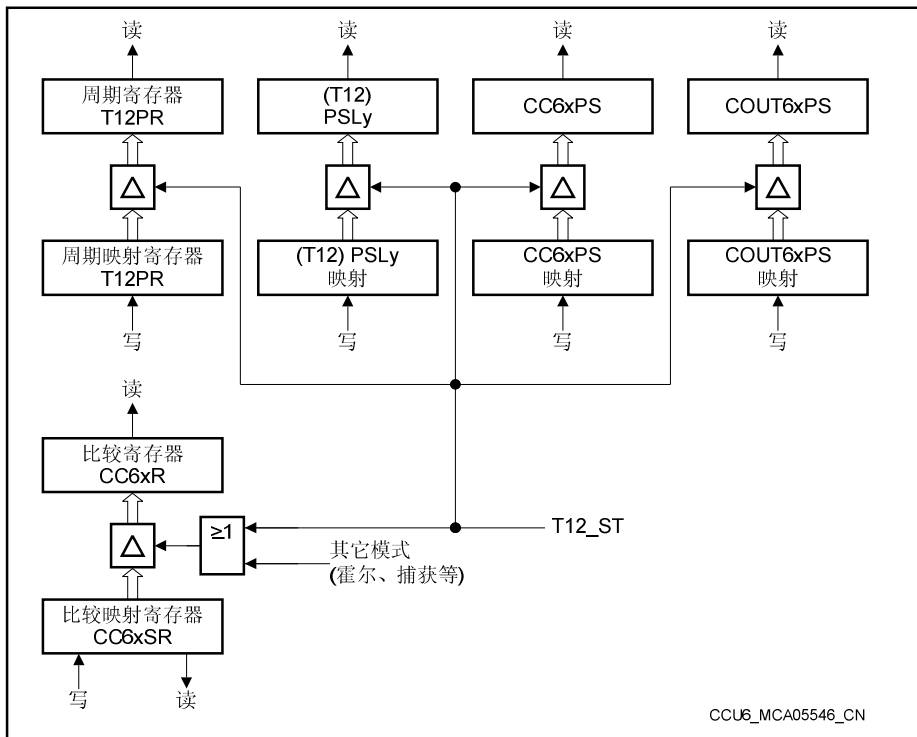 读
读
读
读
周期寄存器
T12PR
(T12)
PSLy
CC6xPS
COUT6xPS
周期映射寄存器
T12PR
(T12) PSLy
映射
CC6xPS
映射
COUT6xPS
映射
写
写
写
写
读
比较寄存器
CC6xR
≥1
T12_ST
其它模式
(霍尔、捕获等)
比较映射寄存器
CC6xSR
写
读
CCU6_MCA05546_CN